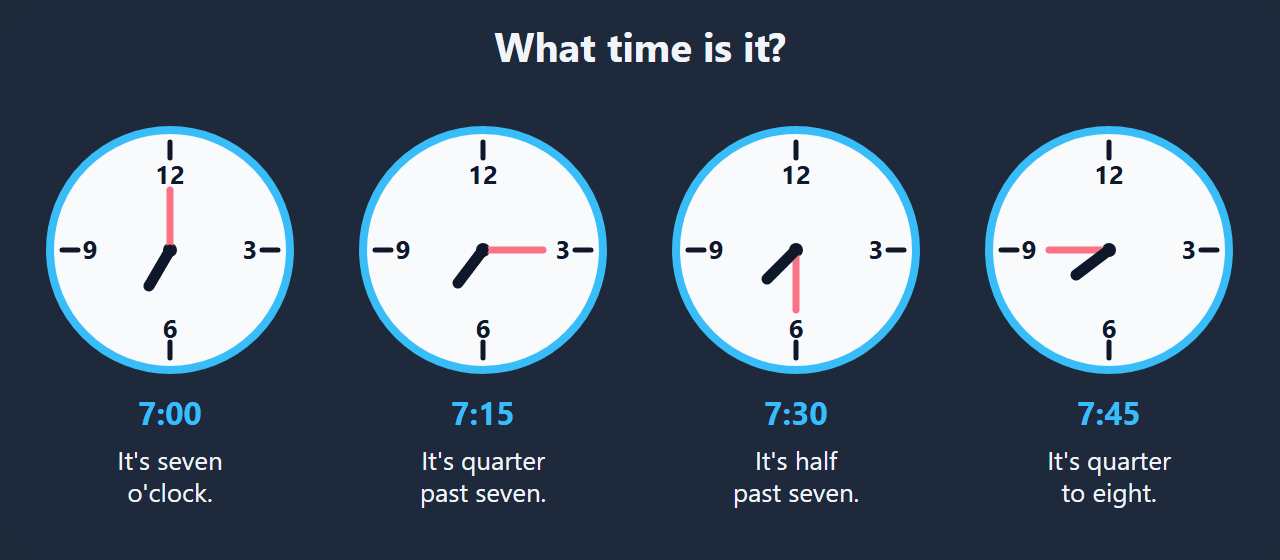 What time is it?
12
9
3
6
7:00
It's seven
o'clock.
12
9
3
6
7:15
It's quarter
past seven.
12
9
3
6
7:30
It's half
past seven.
12
9
3
6
7:45
It's quarter
to eight.